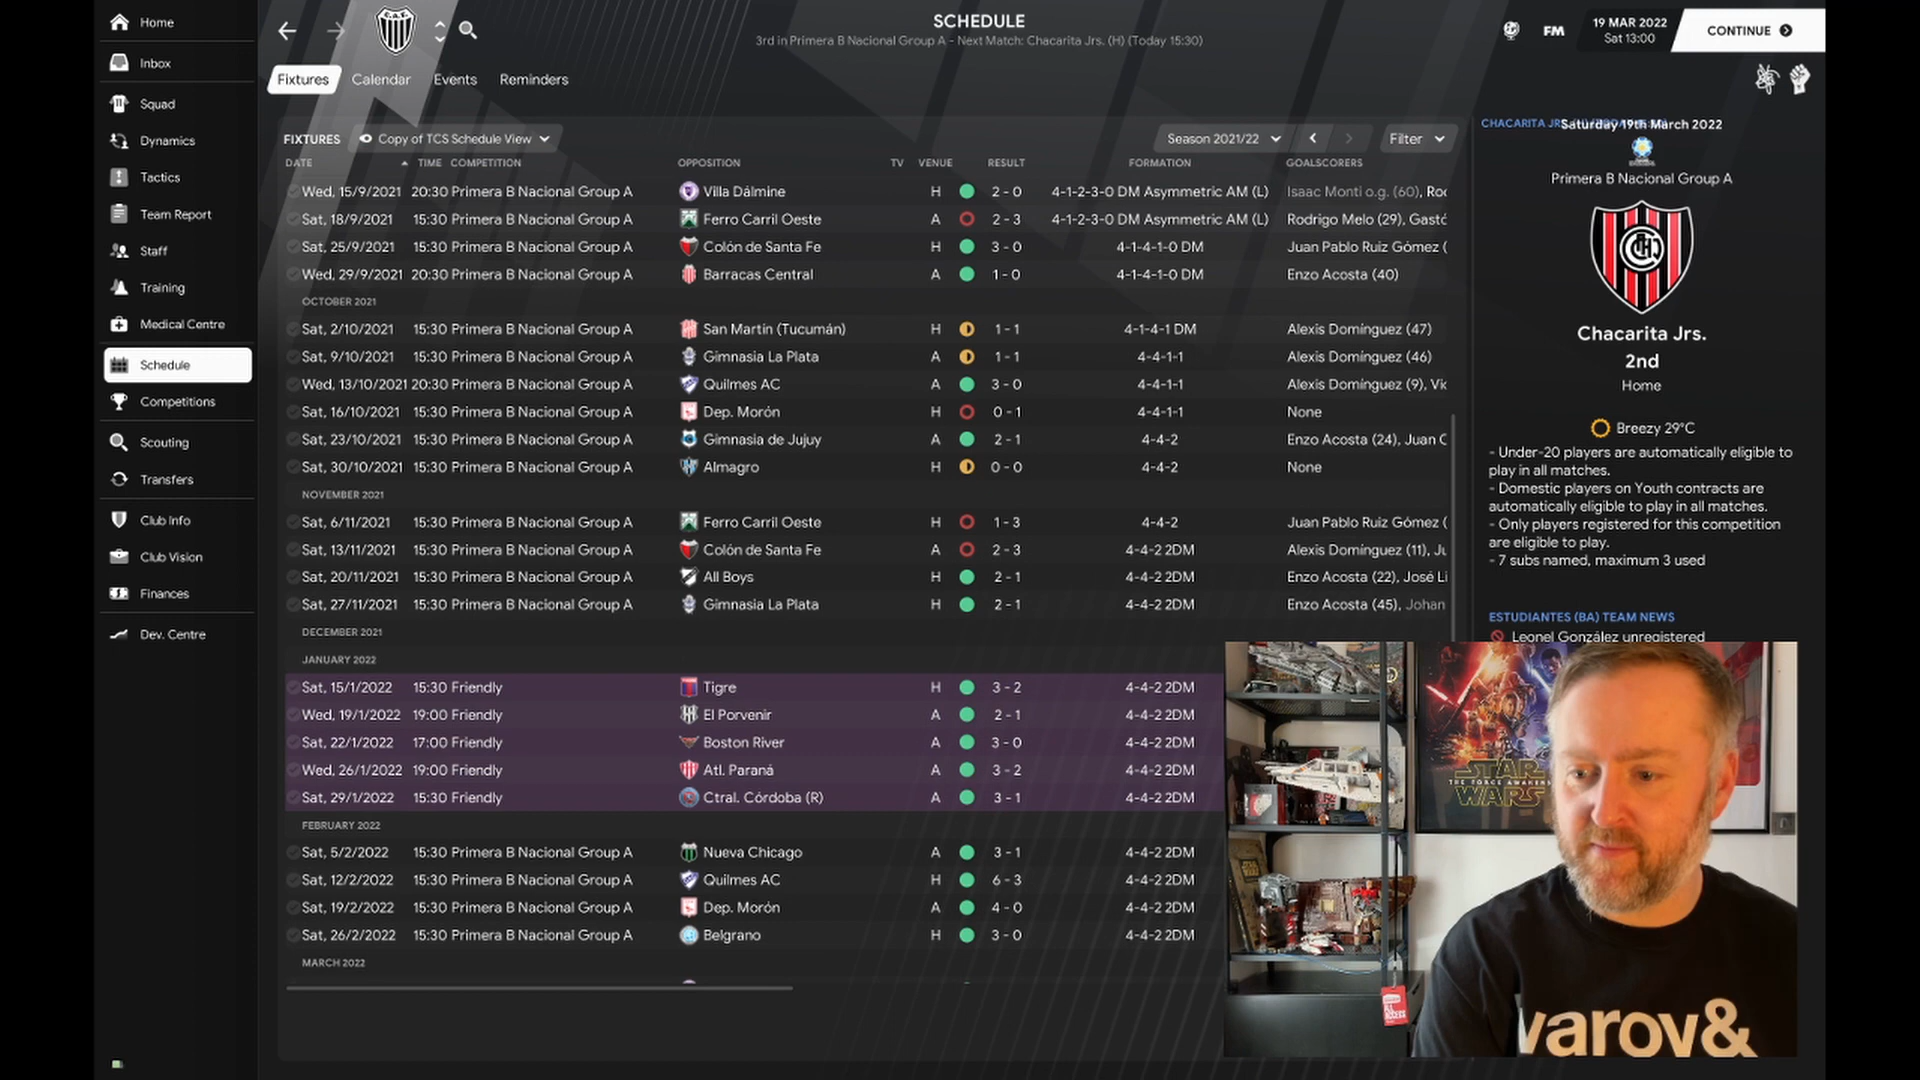 Home
Inbox
Squad
Dynamics
Tactics
Team Report
Staff
Training
Medical Centre
Schedule
Competitions
Scouting
Transfers
Club Info
Club Vision
Finances
Dev. Centre
SCHEDULE
3rd in Primera B Nacional Group A - Next Match: Chacarita Jrs. (H) (Today 15:30)
FM
19 MAR 2022
Sat 13:00
CONTINUE
Fixtures Calendar Events Reminders
FIXTURES Copy of TCS Schedule View Season 2021/22 Filter
DATE TIME COMPETITION OPPOSITION TV VENUE RESULT FORMATION GOALSCORERS
Wed, 15/9/2021 20:30 Primera B Nacional Group A Villa Dálmine H 2 - 0 4-1-2-3-0 DM Asymmetric AM (L) Isaac Monti o.g. (60), Roc
Sat, 18/9/2021 15:30 Primera B Nacional Group A Ferro Carril Oeste A 2 - 3 4-1-2-3-0 DM Asymmetric AM (L) Rodrigo Melo (29), Gastó
Sat, 25/9/2021 15:30 Primera B Nacional Group A Colón de Santa Fe H 3 - 0 4-1-4-1-0 DM Juan Pablo Ruiz Gómez (
Wed, 29/9/2021 20:30 Primera B Nacional Group A Barracas Central A 1 - 0 4-1-4-1-0 DM Enzo Acosta (40)
OCTOBER 2021
Sat, 2/10/2021 15:30 Primera B Nacional Group A San Martín (Tucumán) H 1 - 1 4-1-4-1 DM Alexis Domínguez (47)
Sat, 9/10/2021 15:30 Primera B Nacional Group A Gimnasia La Plata A 1 - 1 4-4-1-1 Alexis Domínguez (46)
Wed, 13/10/2021 20:30 Primera B Nacional Group A Quilmes AC A 3 - 0 4-4-1-1 Alexis Domínguez (9), Vic
Sat, 16/10/2021 15:30 Primera B Nacional Group A Dep. Morón H 0 - 1 4-4-1-1 None
Sat, 23/10/2021 15:30 Primera B Nacional Group A Gimnasia de Jujuy A 2 - 1 4-4-2 Enzo Acosta (24), Juan C
Sat, 30/10/2021 15:30 Primera B Nacional Group A Almagro H 0 - 0 4-4-2 None
NOVEMBER 2021
Sat, 6/11/2021 15:30 Primera B Nacional Group A Ferro Carril Oeste H 1 - 3 4-4-2 Juan Pablo Ruiz Gómez (
Sat, 13/11/2021 15:30 Primera B Nacional Group A Colón de Santa Fe A 2 - 3 4-4-2 2DM Alexis Domínguez (11), Ju
Sat, 20/11/2021 15:30 Primera B Nacional Group A All Boys H 2 - 1 4-4-2 2DM Enzo Acosta (22), José Li
Sat, 27/11/2021 15:30 Primera B Nacional Group A Gimnasia La Plata H 2 - 1 4-4-2 2DM Enzo Acosta (45), Johan
DECEMBER 2021
JANUARY 2022
Sat, 15/1/2022 15:30 Friendly Tigre H 3 - 2 4-4-2 2DM
Wed, 19/1/2022 19:00 Friendly El Porvenir A 2 - 1 4-4-2 2DM
Sat, 22/1/2022 17:00 Friendly Boston River A 3 - 0 4-4-2 2DM
Wed, 26/1/2022 19:00 Friendly Atl. Paraná A 3 - 2 4-4-2 2DM
Sat, 29/1/2022 15:30 Friendly Ctral. Córdoba (R) A 3 - 1 4-4-2 2DM
FEBRUARY 2022
Sat, 5/2/2022 15:30 Primera B Nacional Group A Nueva Chicago A 3 - 1 4-4-2 2DM
Sat, 12/2/2022 15:30 Primera B Nacional Group A Quilmes AC H 6 - 3 4-4-2 2DM
Sat, 19/2/2022 15:30 Primera B Nacional Group A Dep. Morón A 4 - 0 4-4-2 2DM
Sat, 26/2/2022 15:30 Primera B Nacional Group A Belgrano H 3 - 0 4-4-2 2DM
MARCH 2022
CHACARITA JR
Saturday 19th March 2022
Primera B Nacional Group A
Chacarita Jrs.
2nd
Home
Breezy 29°C
- Under-20 players are automatically eligible to
play in all matches.
- Domestic players on Youth contracts are
automatically eligible to play in all matches.
- Only players registered for this competition
are eligible to play.
- 7 subs named, maximum 3 used
ESTUDIANTES (BA) TEAM NEWS
Leonel González unregistered
STAR
THE FORCE AWAKENS
WARS
varov&